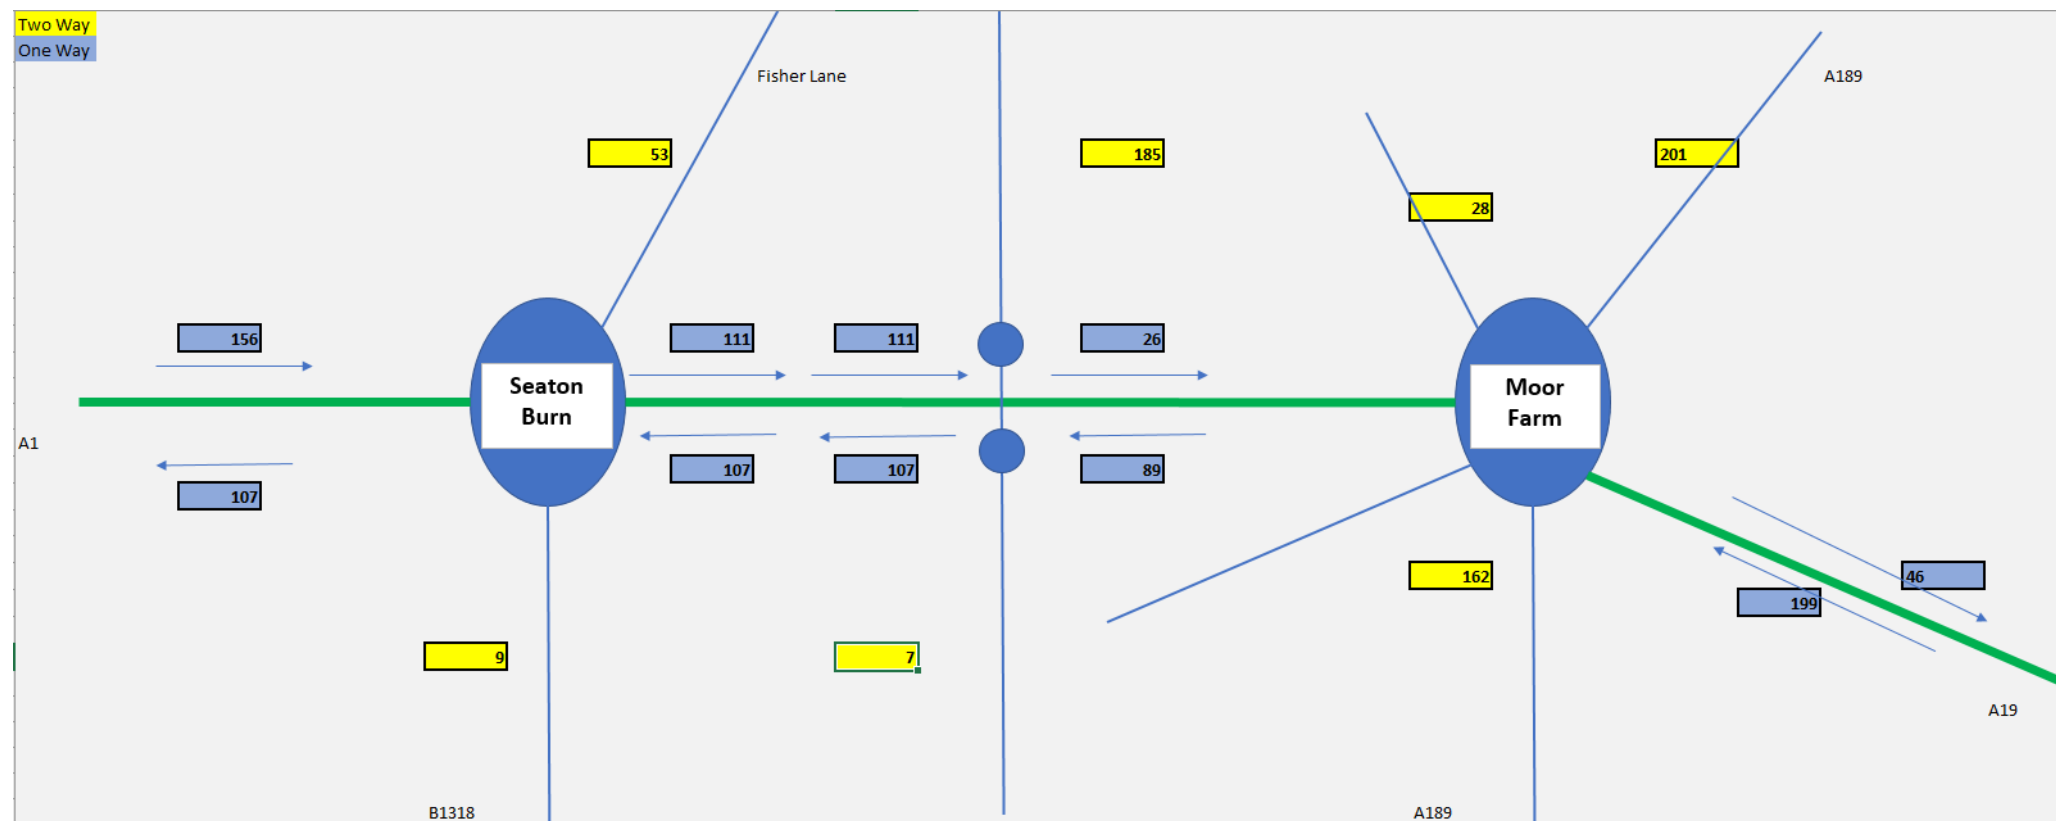 Two Way
One Way
Fisher Lane
A189
53
185
201
28
156
111
111
26
Seaton
Burn
Moor
Farm
A1
107
107
107
89
162
46
199
9
7
A19
B1318
A189